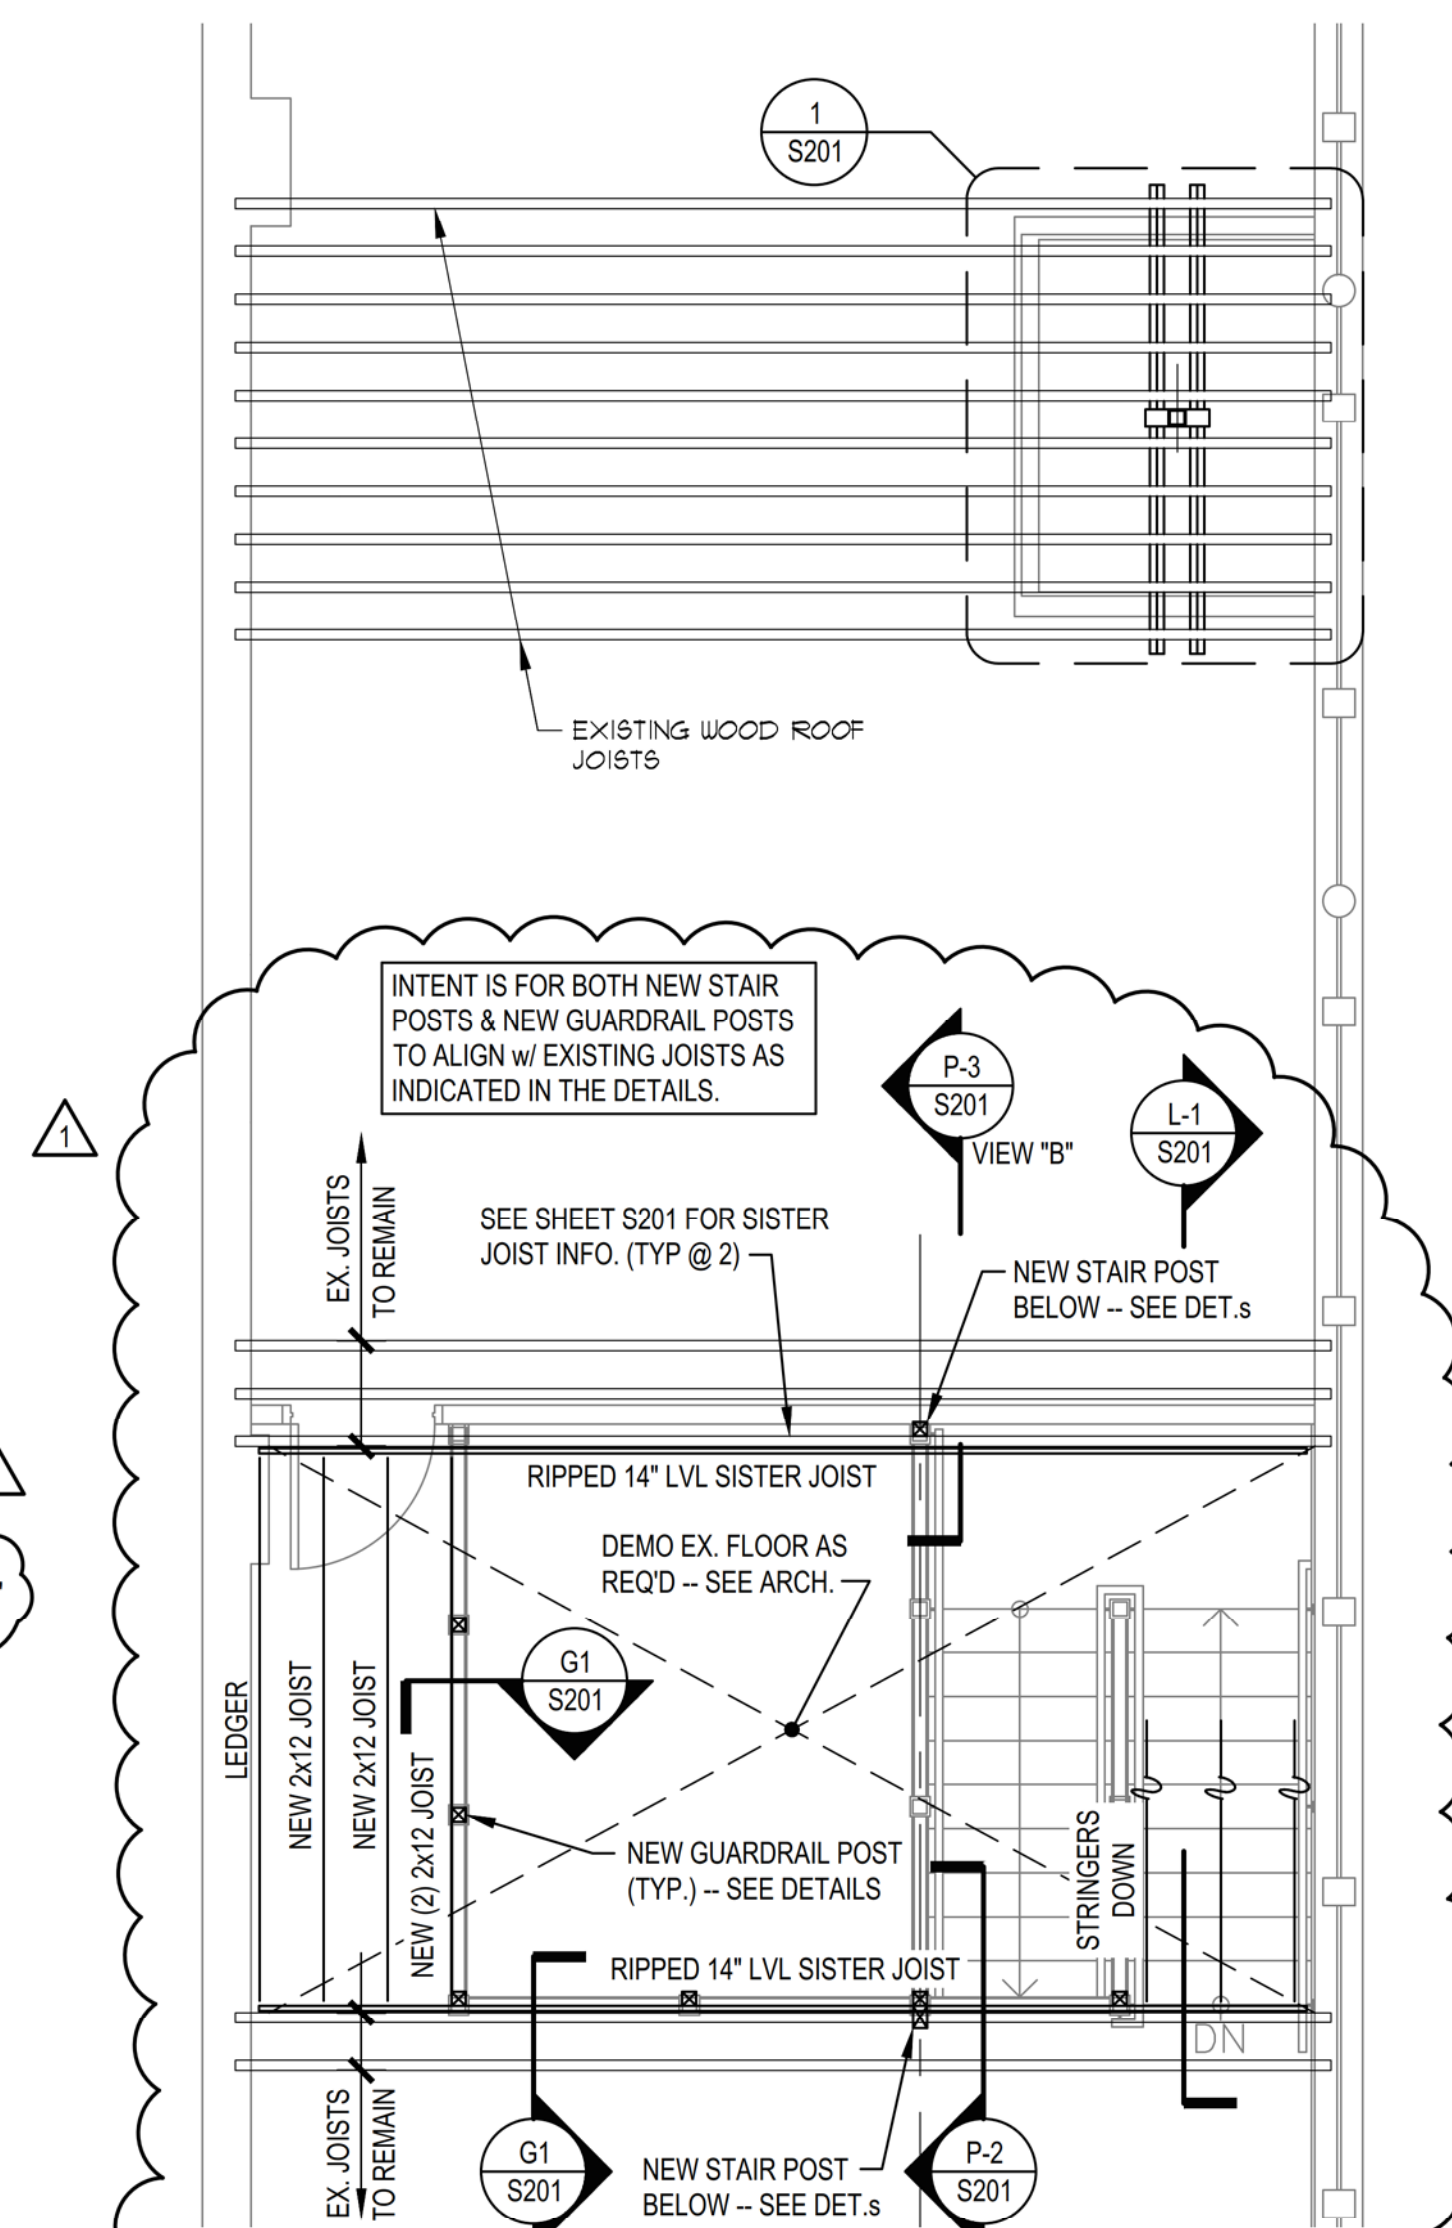 1
S201
EXISTING WOOD ROOF
JOISTS
INTENT IS FOR BOTH NEW STAIR
POSTS & NEW GUARDRAIL POSTS
TO ALIGN w/ EXISTING JOISTS AS
INDICATED IN THE DETAILS.
P-3
S201
VIEW "B"
L-1
S201
1
EX. JOISTS
TO REMAIN
SEE SHEET S201 FOR SISTER
JOIST INFO. (TYP @ 2)
NEW STAIR POST
BELOW -- SEE DET.s
RIPPED 14" LVL SISTER JOIST
DEMO EX. FLOOR AS
REQ'D -- SEE ARCH.
G1
S201
LEDGER
NEW 2x12 JOIST
NEW 2x12 JOIST
NEW (2) 2x12 JOIST
NEW GUARDRAIL POST
(TYP.) -- SEE DETAILS
STRINGERS
DOWN
RIPPED 14" LVL SISTER JOIST
DN
EX. JOISTS
TO REMAIN
G1
S201
NEW STAIR POST
BELOW -- SEE DET.s
P-2
S201